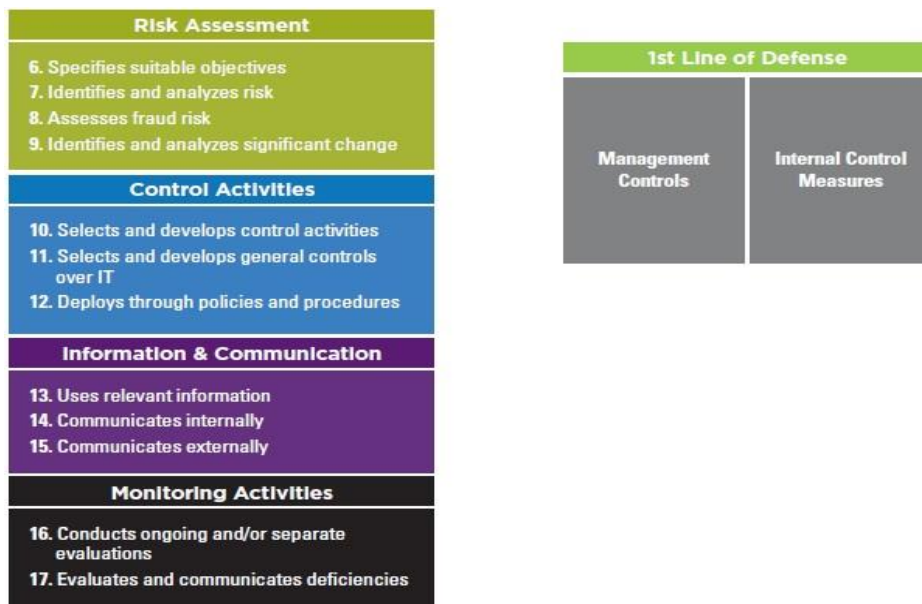 Risk Assessment
6. Specifies suitable objectives
7. Identifies and analyzes risk
8. Assesses fraud risk
9. Identifies and analyzes significant change
Control Activities
10. Selects and develops control activities
11. Selects and develops general controls
over IT
12. Deploys through policies and procedures
Information & Communication
13. Uses relevant information
14. Communicates internally
15. Communicates externally
Monitoring Activities
16. Conducts ongoing and/or separate
evaluations
17. Evaluates and communicates deficiencies
1st Line of Defense
Management
Controls
Internal Control
Measures